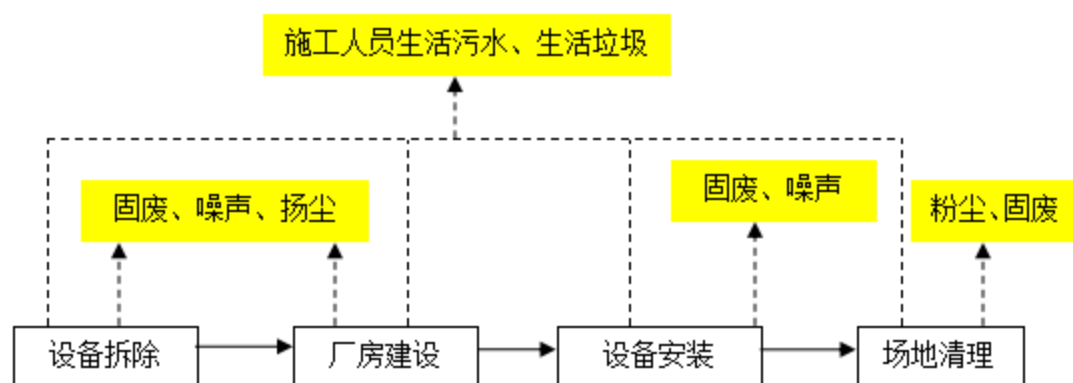 施工人员生活污水、生活垃圾
固废、噪声、扬尘
固废、噪声
粉尘、固废
设备拆除
厂房建设
设备安装
场地清理